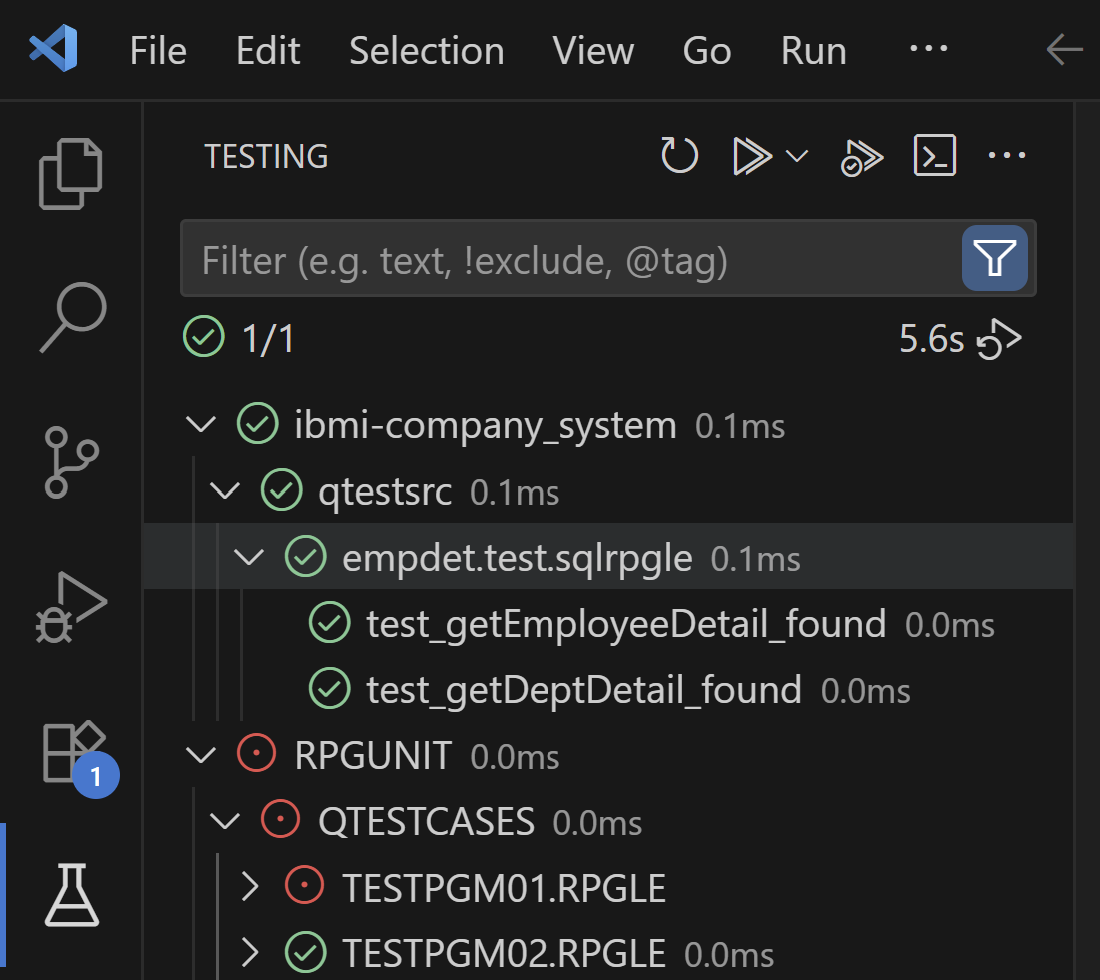 File Edit Selection View Go Run ...
TESTING
Filter (e.g. text, !exclude, @tag)
1/1 5.6s
ibmi-company_system 0.1ms
qtestsrc 0.1ms
empdet.test.sqlrpgle 0.1ms
test_getEmployeeDetail_found 0.0ms
test_getDeptDetail_found 0.0ms
RPGUNIT 0.0ms
1
QTESTCASES 0.0ms
TESTPGM01.RPGLE
TESTPGM02.RPGLE 0.0ms